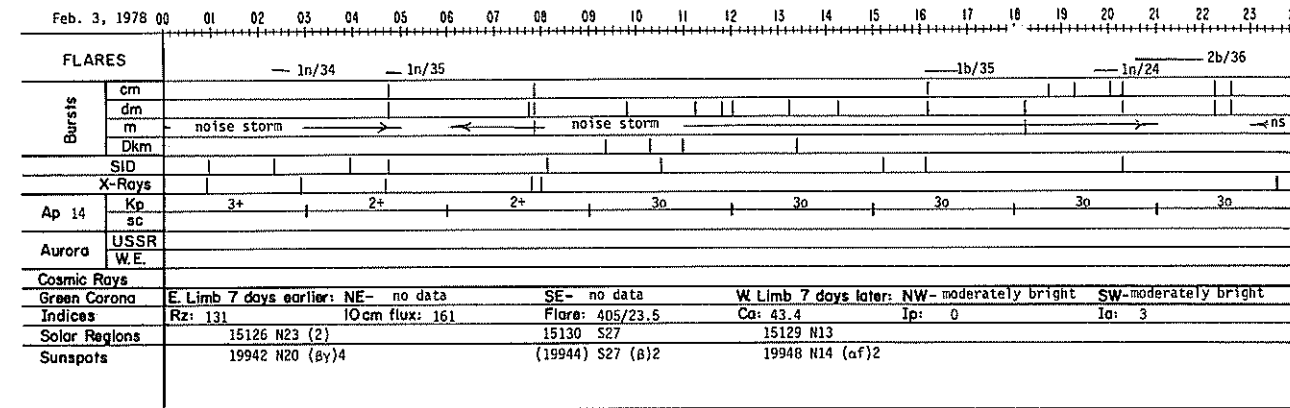 Feb. 3, 1978 00 01 02 03 04 05 06 07 08 09 10 11 12 13 14 15 16 17 18 19 20 21 22 23
FLARES 1n/34 1n/35 1b/35 1n/24 2b/36
Bursts
cm
dm
m noise storm noise storm ns
Dkm
SID
X-Rays
Ap 14 Kp 3+ 2+ 2+ 3o 3o 3o 3o 3o
sc
Aurora USSR
W.E.
Cosmic Rays
Green Corona E. Limb 7 days earlier: NE- no data SE- no data W. Limb 7 days later: NW- moderately bright SW- moderately bright
Indices Rz: 131 10cm flux: 161 Flare: 405/23.5 Ca: 43.4 Ip: 0 Ia: 3
Solar Regions 15126 N23 (2) 15130 S27 15129 N13
Sunspots 19942 N20 (βγ)4 (19944) S27 (β)2 19948 N14 (αf)2